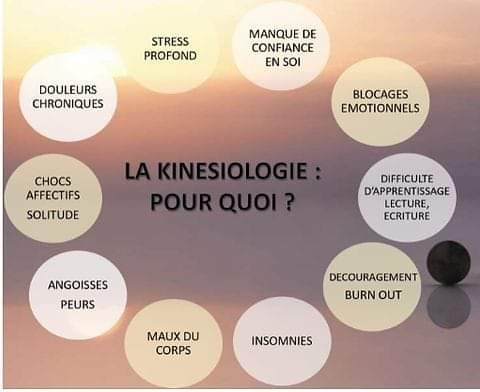 LA KINESIOLOGIE :
POUR QUOI ?
STRESS
PROFOND
MANQUE DE
CONFIANCE
EN SOI
BLOCAGES
EMOTIONNELS
DIFFICULTE
D'APPRENTISSAGE
LECTURE,
ECRITURE
DECOURAGEMENT
BURN OUT
INSOMNIES
MAUX DU
CORPS
ANGOISSES
PEURS
CHOCS
AFFECTIFS
SOLITUDE
DOULEURS
CHRONIQUES